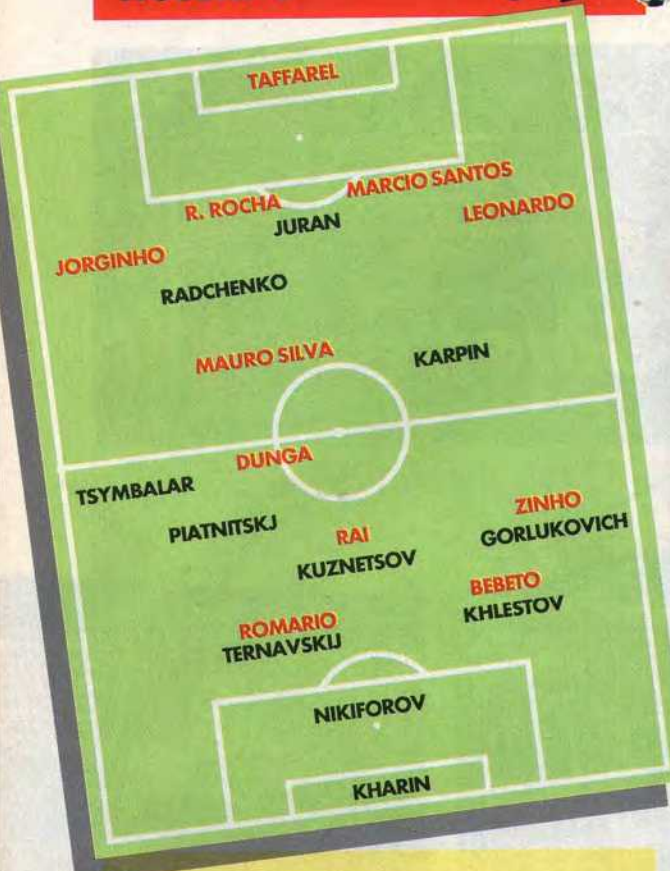 TAFFAREL
MARCIO SANTOS
R. ROCHA
JURAN
LEONARDO
JORGINHO
RADCHENKO
MAURO SILVA
KARPIN
DUNGA
TSYMBALAR
PIATNITSKJ
ZINHO
RAI
GORLUKOVICH
KUZNETSOV
BEBETO
KHLESTOV
ROMARIO
TERNAVSKIJ
NIKIFOROV
KHARIN